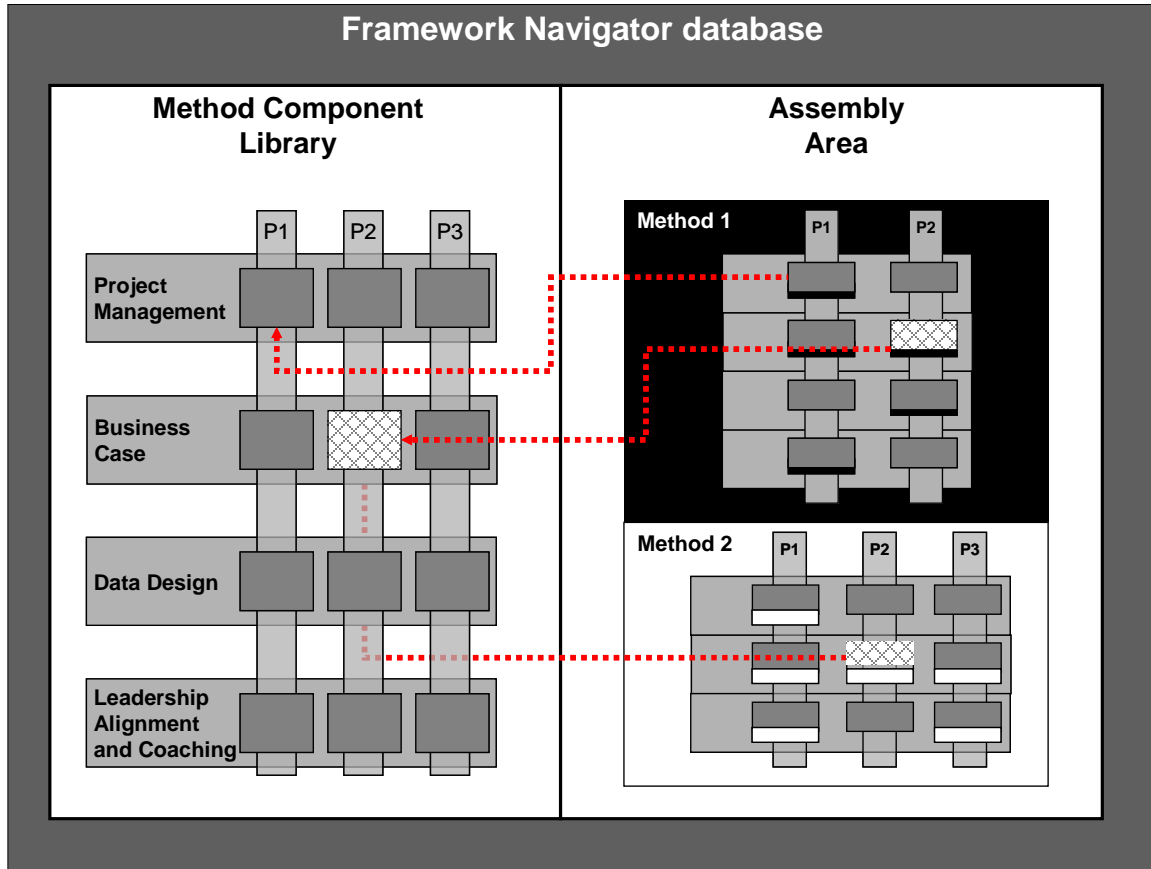 Framework Navigator database
Method Component
Library
P1 P2 P3
Project
Management
Business
Case
Data Design
Leadership
Alignment
and Coaching
Assembly
Area
Method 1
P1 P2
Method 2
P1 P2 P3